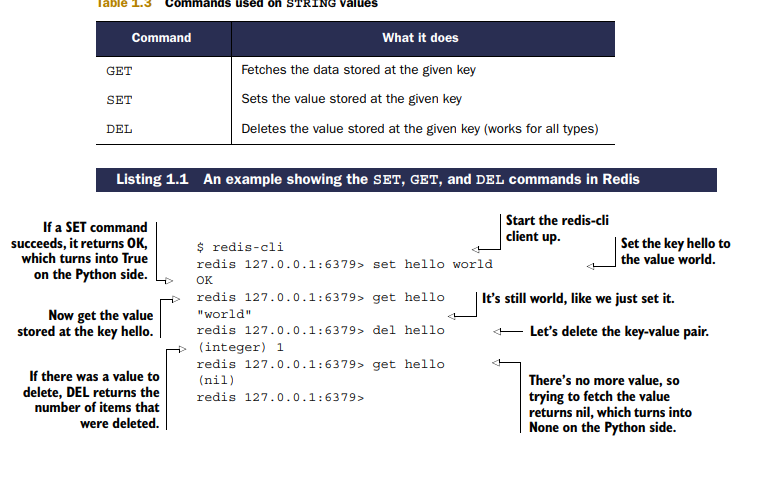 Table 1.3 Commands used on STRING values
Command What it does
GET Fetches the data stored at the given key
SET Sets the value stored at the given key
DEL Deletes the value stored at the given key (works for all types)
Listing 1.1 An example showing the SET, GET, and DEL commands in Redis
If a SET command
succeeds, it returns OK,
which turns into True
on the Python side.
Now get the value
stored at the key hello.
If there was a value to
delete, DEL returns the
number of items that
were deleted.
$ redis-cli
redis 127.0.0.1:6379> set hello world
OK
redis 127.0.0.1:6379> get hello
"world"
redis 127.0.0.1:6379> del hello
(integer) 1
redis 127.0.0.1:6379> get hello
(nil)
redis 127.0.0.1:6379>
Start the redis-cli
client up.
Set the key hello to
the value world.
It's still world, like we just set it.
Let's delete the key-value pair.
There's no more value, so
trying to fetch the value
returns nil, which turns into
None on the Python side.